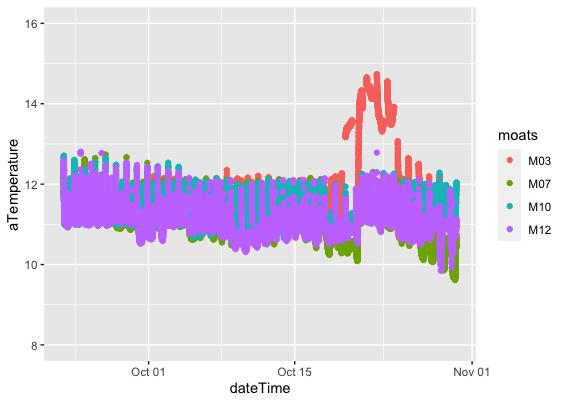 16
14
12
10
8
aTemperature
Oct 01
Oct 15
Nov 01
dateTime
moats
M03
M07
M10
M12